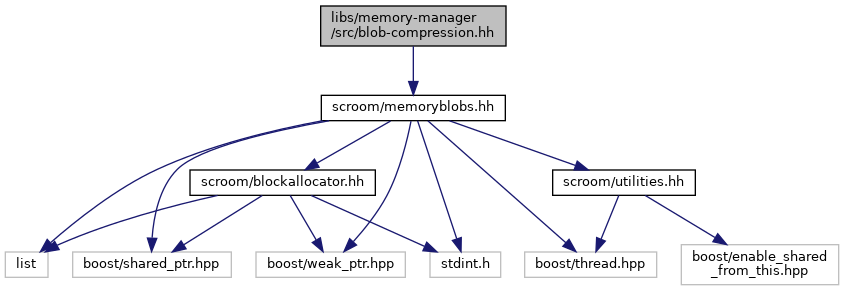 libs/memory-manager
/src/blob-compression.hh
scroom/memoryblobs.hh
scroom/blockallocator.hh
scroom/utilities.hh
list
boost/shared_ptr.hpp
boost/weak_ptr.hpp
stdint.h
boost/thread.hpp
boost/enable_shared
_from_this.hpp